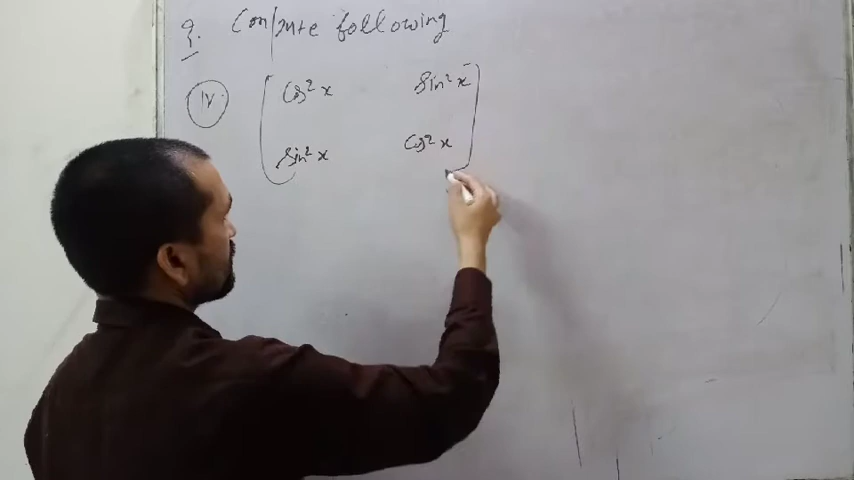 Q. Compute following
iv cos² x sin² x
sin² x cos² x